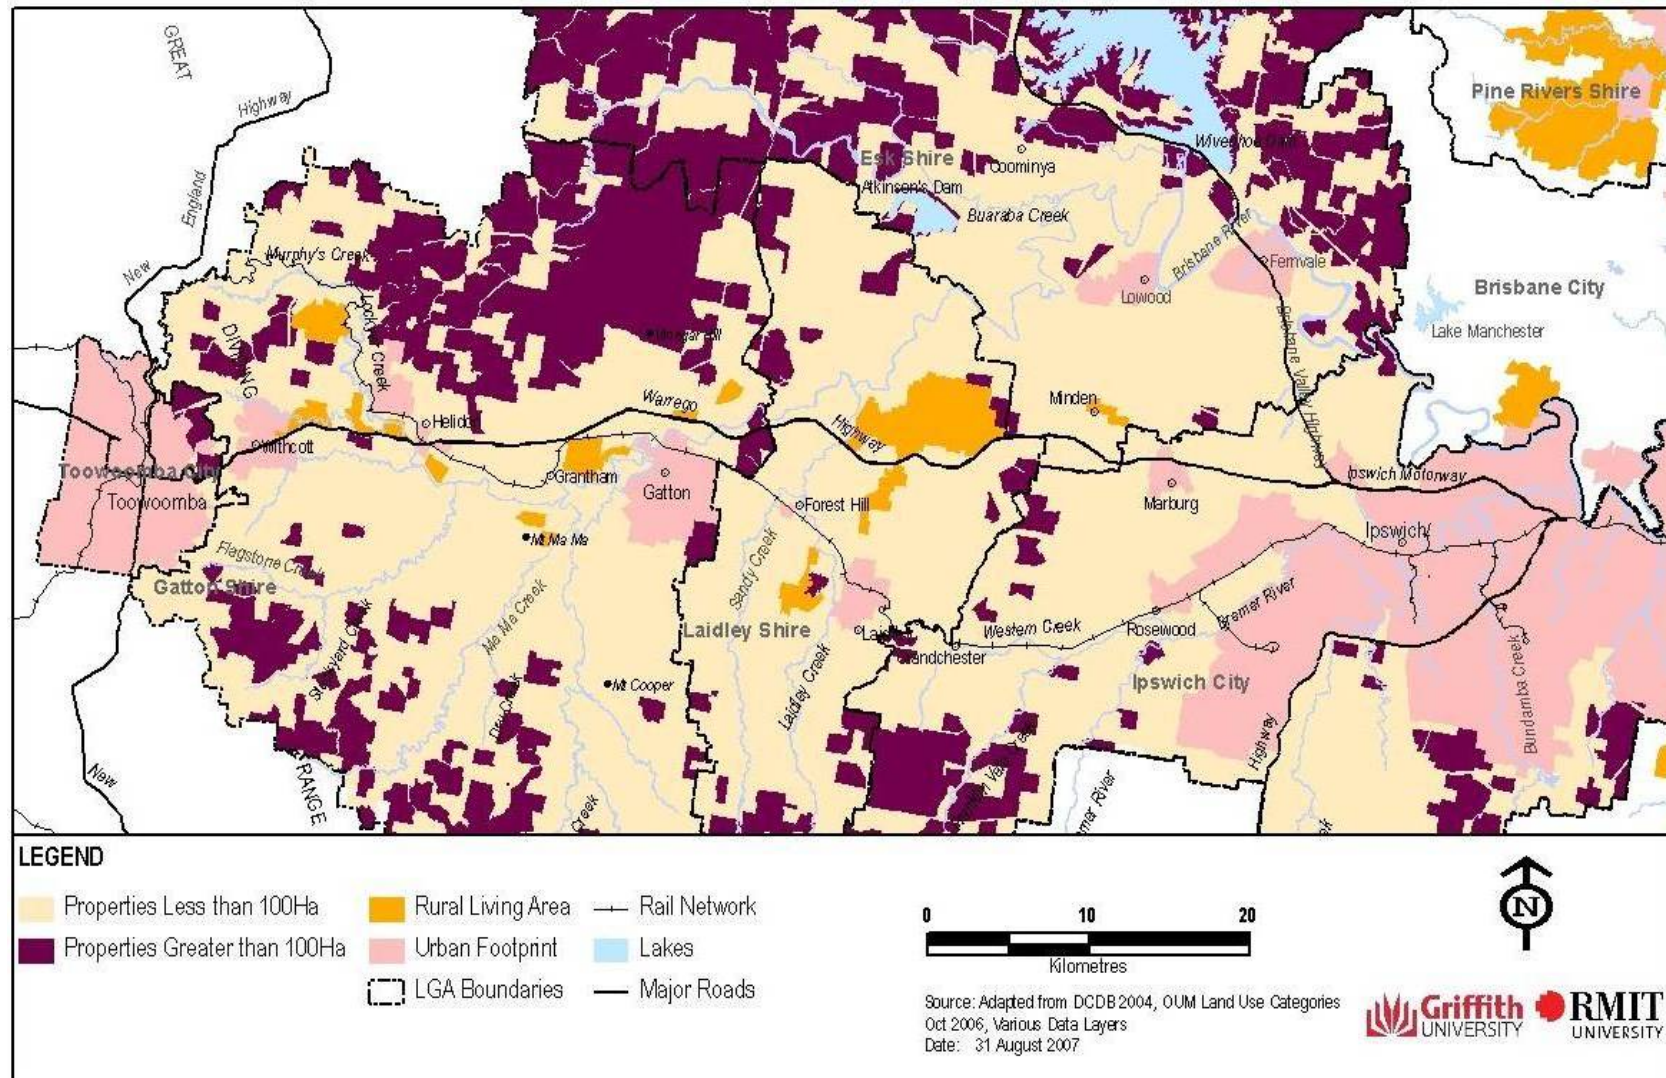 GREAT
Highway
England
New
Pine Rivers Shire
Wivenhoe Dam
Esk Shire
Coominya
Atkinson's Dam
Buaraba Creek
Brisbane River
Fernvale
Lowood
Brisbane City
Lake Manchester
Murphy's Creek
Lockyer Creek
DIVIDING
Brisbane Valley Highway
Warrego
Highway
Minden
Helidon
Withcott
Toowoomba City
Toowoomba
Grantham
Gatton
Forest Hill
Marburg
Ipswich Motorway
Ipswich
Mt Ma Ma
Flagstone Creek
Gatton Shire
Sandy Creek
Ma Ma Creek
Laidley Shire
Laidley
Western Creek
Rosewood
Bremer River
Grandchester
Ipswich City
Bundamba Creek
Mt Cooper
Laidley Creek
Highway
New
RANGE
Creek
LEGEND
Properties Less than 100Ha
Properties Greater than 100Ha
Rural Living Area
Urban Footprint
LGA Boundaries
Rail Network
Lakes
Major Roads
0 10 20
Kilometres
Source: Adapted from DCDB 2004, OUM Land Use Categories
Oct 2006, Various Data Layers
Date: 31 August 2007
N
Griffith
UNIVERSITY
RMIT
UNIVERSITY